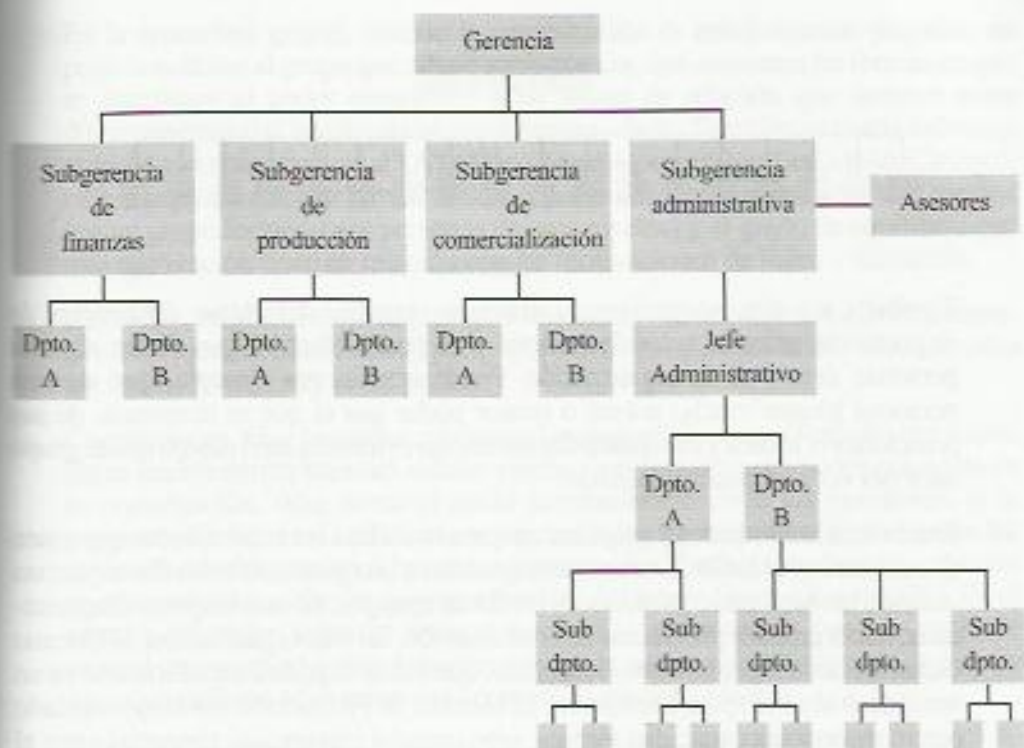 Gerencia
Subgerencia
de
finanzas
Subgerencia
de
producción
Subgerencia
de
comercialización
Subgerencia
administrativa
Asesores
Dpto.
A
Dpto.
B
Dpto.
A
Dpto.
B
Dpto.
A
Dpto.
B
Jefe
Administrativo
Dpto.
A
Dpto.
B
Sub
dpto.
Sub
dpto.
Sub
dpto.
Sub
dpto.
Sub
dpto.